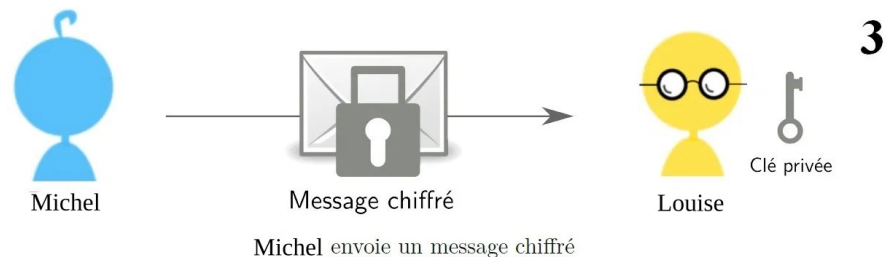 3
Clé privée
Michel
Message chiffré
Louise
Michel envoie un message chiffré